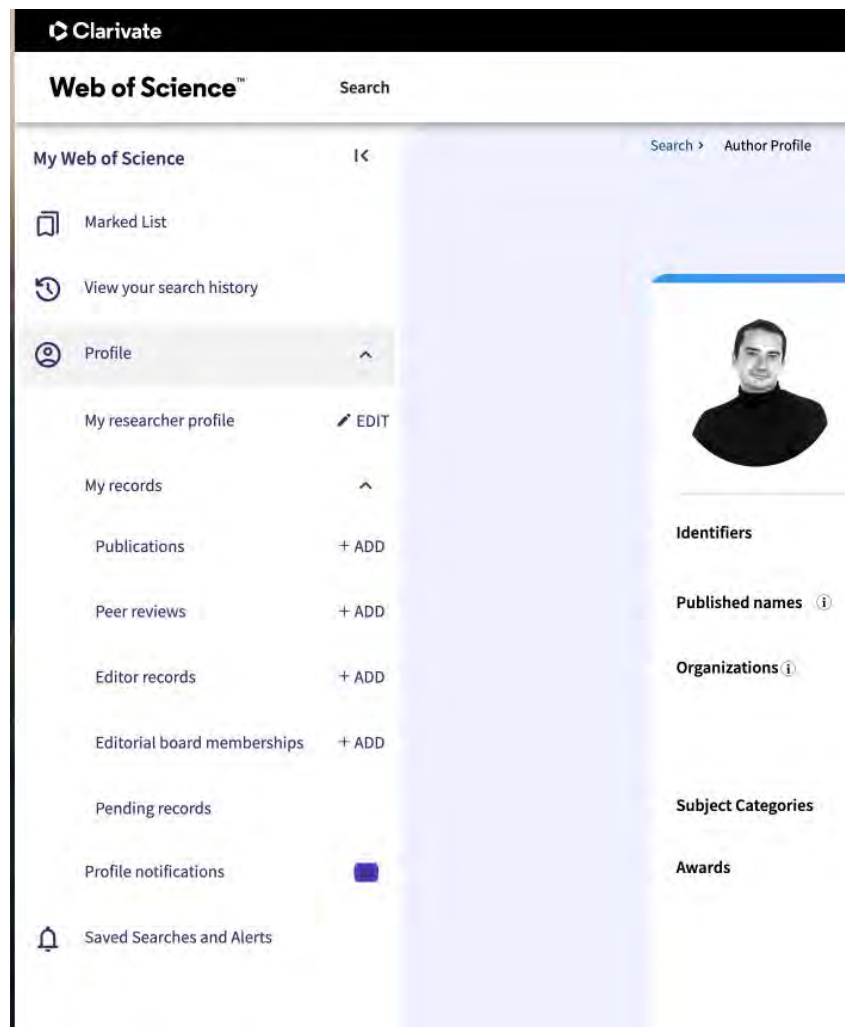 Clarivate
Web of Science™ Search
My Web of Science
Search › Author Profile
Marked List
View your search history
Profile
My researcher profile EDIT
My records
Publications + ADD
Peer reviews + ADD
Editor records + ADD
Editorial board memberships + ADD
Pending records
Profile notifications
Saved Searches and Alerts
Identifiers
Published names
Organizations
Subject Categories
Awards